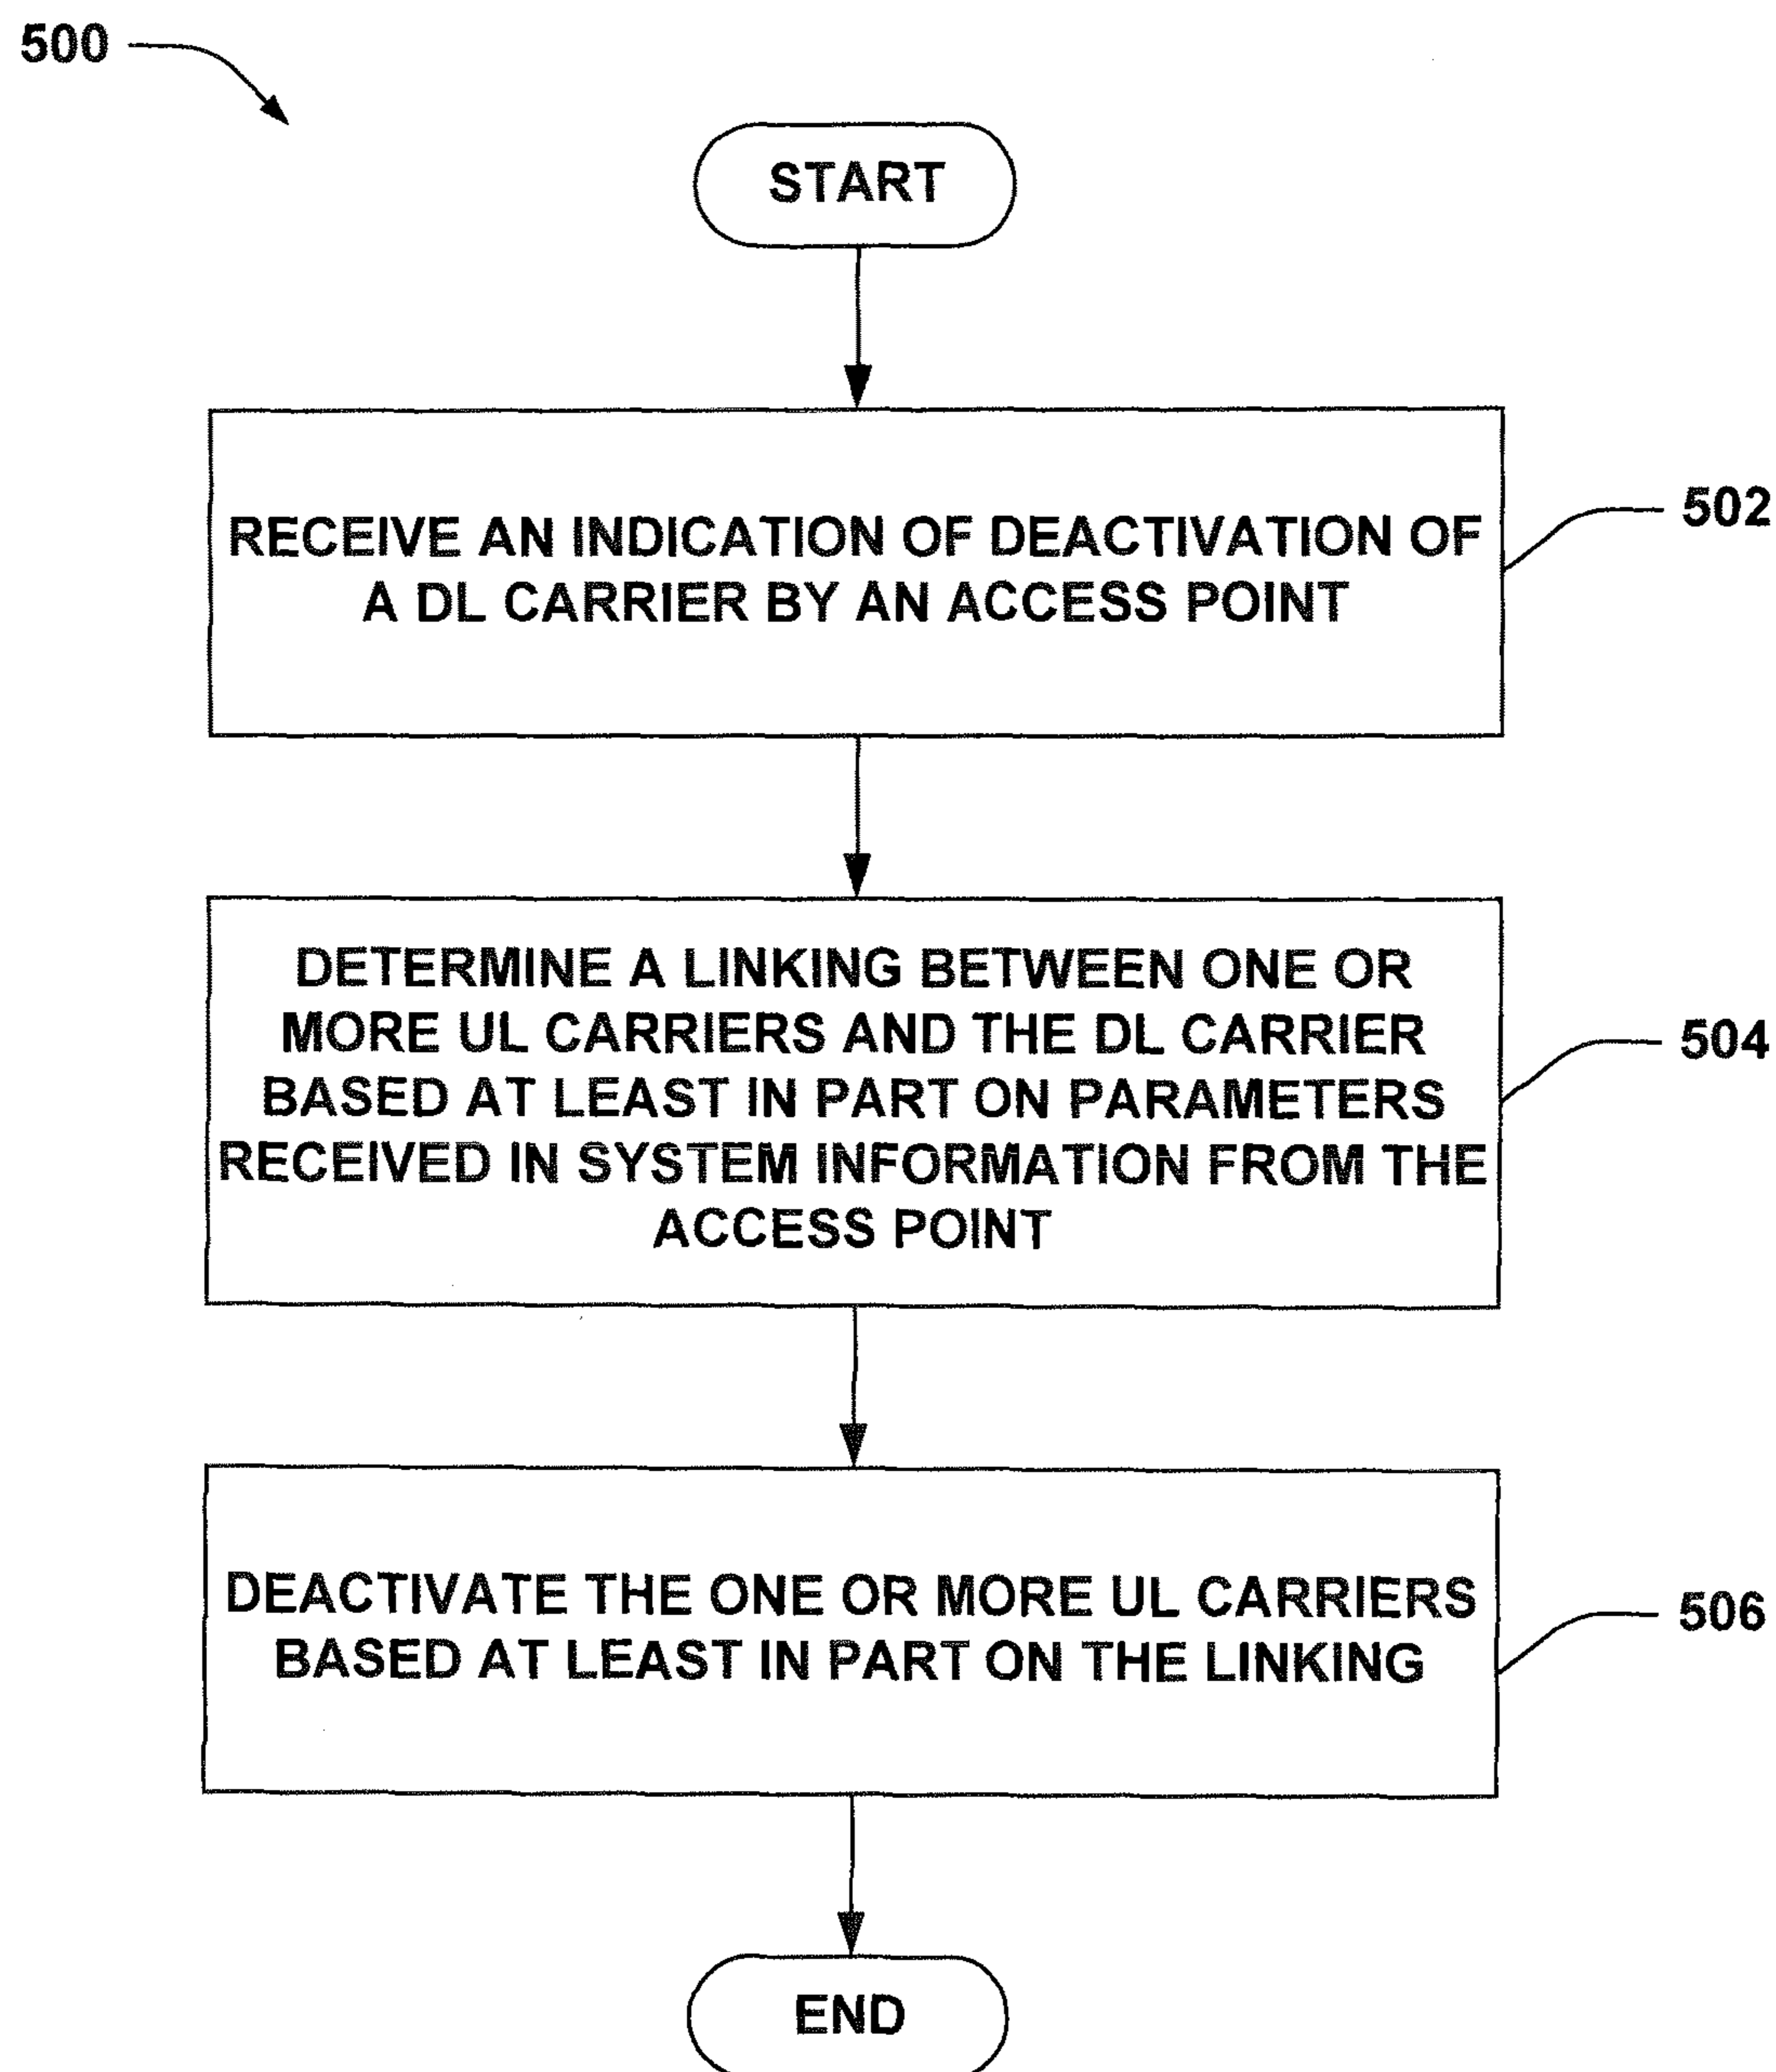 500
START
RECEIVE AN INDICATION OF DEACTIVATION OF
A DL CARRIER BY AN ACCESS POINT
502
DETERMINE A LINKING BETWEEN ONE OR
MORE UL CARRIERS AND THE DL CARRIER
BASED AT LEAST IN PART ON PARAMETERS
RECEIVED IN SYSTEM INFORMATION FROM THE
ACCESS POINT
504
DEACTIVATE THE ONE OR MORE UL CARRIERS
BASED AT LEAST IN PART ON THE LINKING
506
END